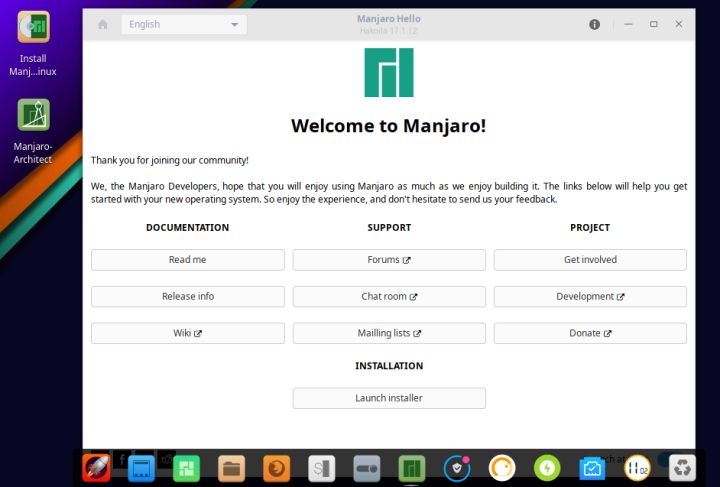 English
Manjaro Hello
Hakoila 17.1.12
Install
Manj...inux
Manjaro-
Architect
Welcome to Manjaro!
Thank you for joining our community!
We, the Manjaro Developers, hope that you will enjoy using Manjaro as much as we enjoy building it. The links below will help you get
started with your new operating system. So enjoy the experience, and don't hesitate to send us your feedback.
DOCUMENTATION
SUPPORT
PROJECT
Read me
Forums
Get involved
Release info
Chat room
Development
Wiki
Mailling lists
Donate
INSTALLATION
Launch installer